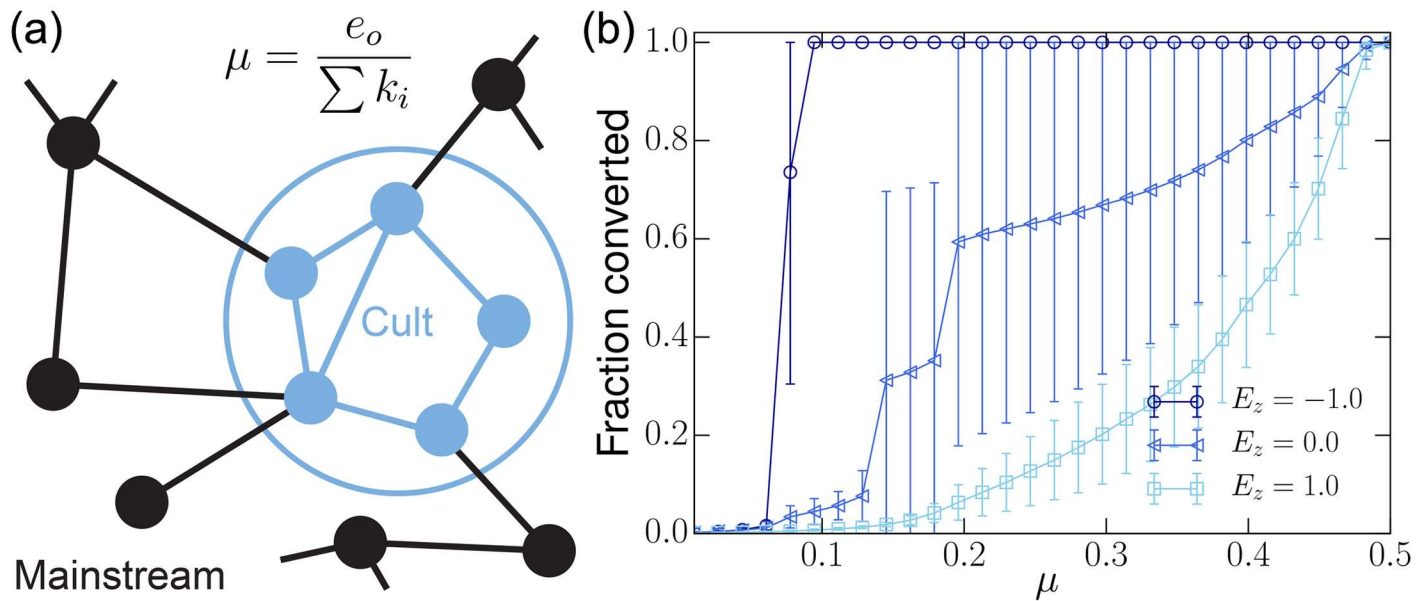 (a)
μ = e_o / ∑ k_i
Cult
Mainstream
(b)
Fraction converted
1.0
0.8
0.6
0.4
0.2
0.0
0.1
0.2
0.3
0.4
0.5
μ
E_z = −1.0
E_z = 0.0
E_z = 1.0